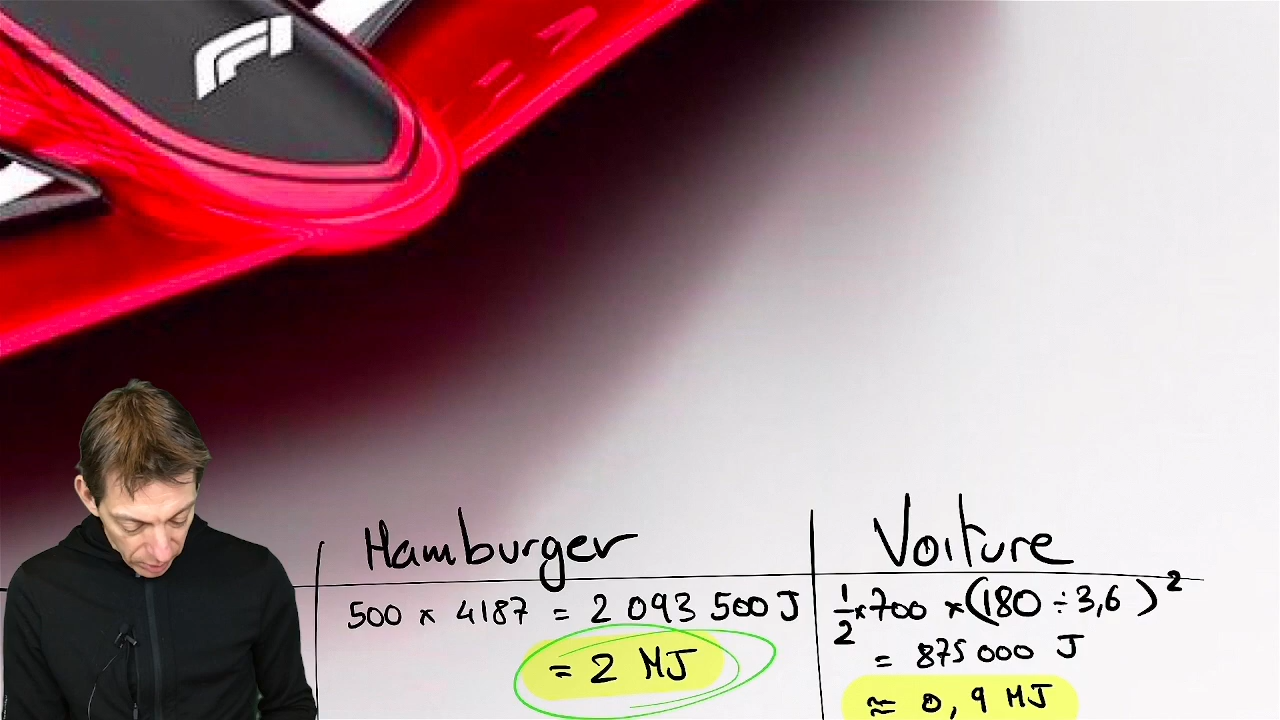 F1
Hamburger
Voiture
500 × 4187 = 2 093 500 J
= 2 MJ
1/2 × 700 × (180 ÷ 3,6)²
= 875 000 J
≈ 0,9 MJ